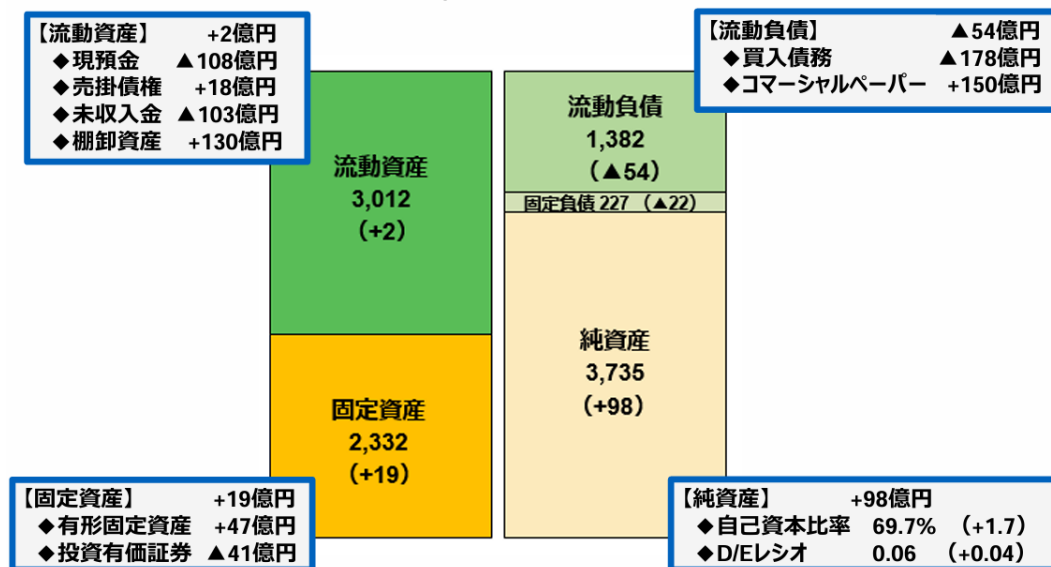 【流動資産】 +2億円
◆現預金 ▲108億円
◆売掛債権 +18億円
◆未収入金 ▲103億円
◆棚卸資産 +130億円
【流動負債】 ▲54億円
◆買入債務 ▲178億円
◆コマーシャルペーパー +150億円
流動資産
3,012
(+2)
流動負債
1,382
(▲54)
固定負債 227 (▲22)
固定資産
2,332
(+19)
純資産
3,735
(+98)
【固定資産】 +19億円
◆有形固定資産 +47億円
◆投資有価証券 ▲41億円
【純資産】 +98億円
◆自己資本比率 69.7% (+1.7)
◆D/Eレシオ 0.06 (+0.04)